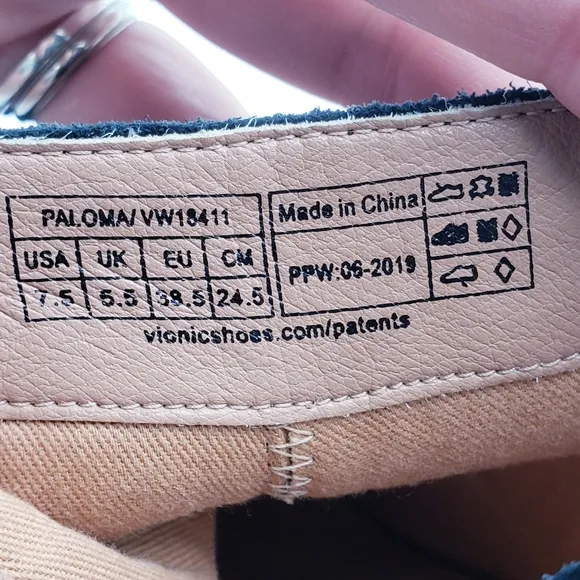 PALOMA/ VW18411
USA UK EU CM
7.5 5.5 38.5 24.5
Made in China
PPW:06-2019
vionicshoes.com/patents